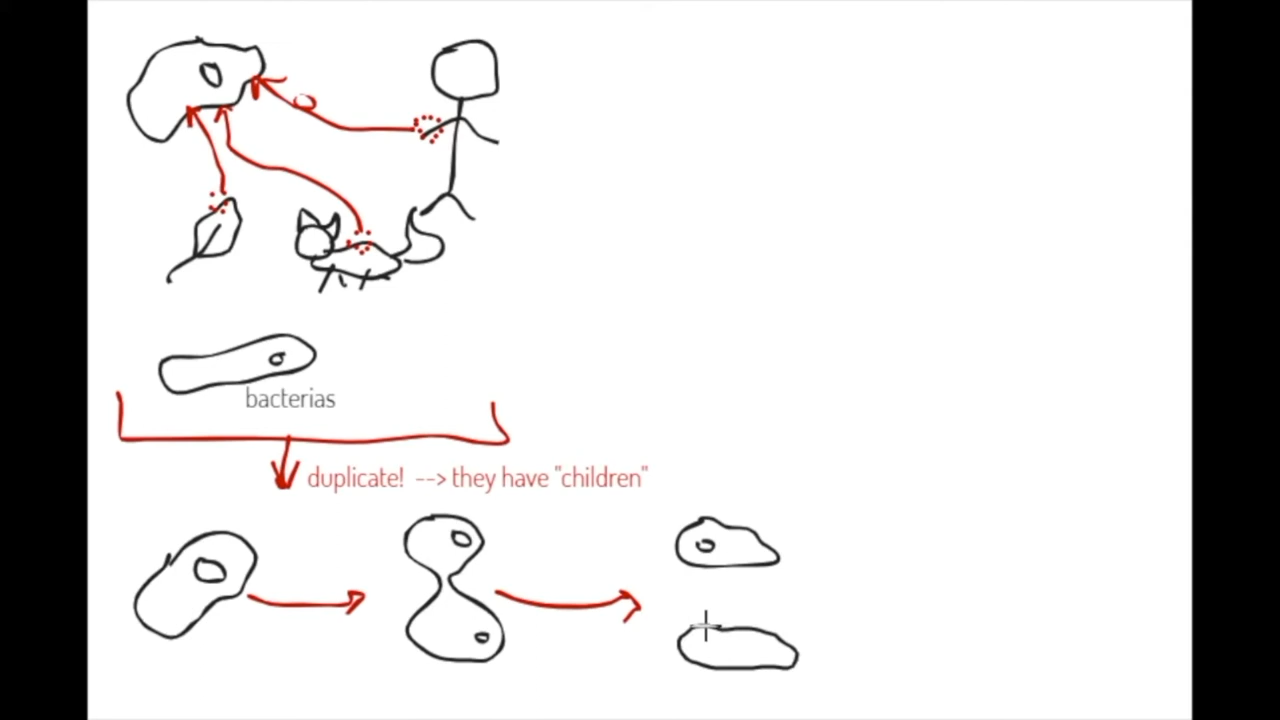 bacterias
duplicate! --> they have "children"